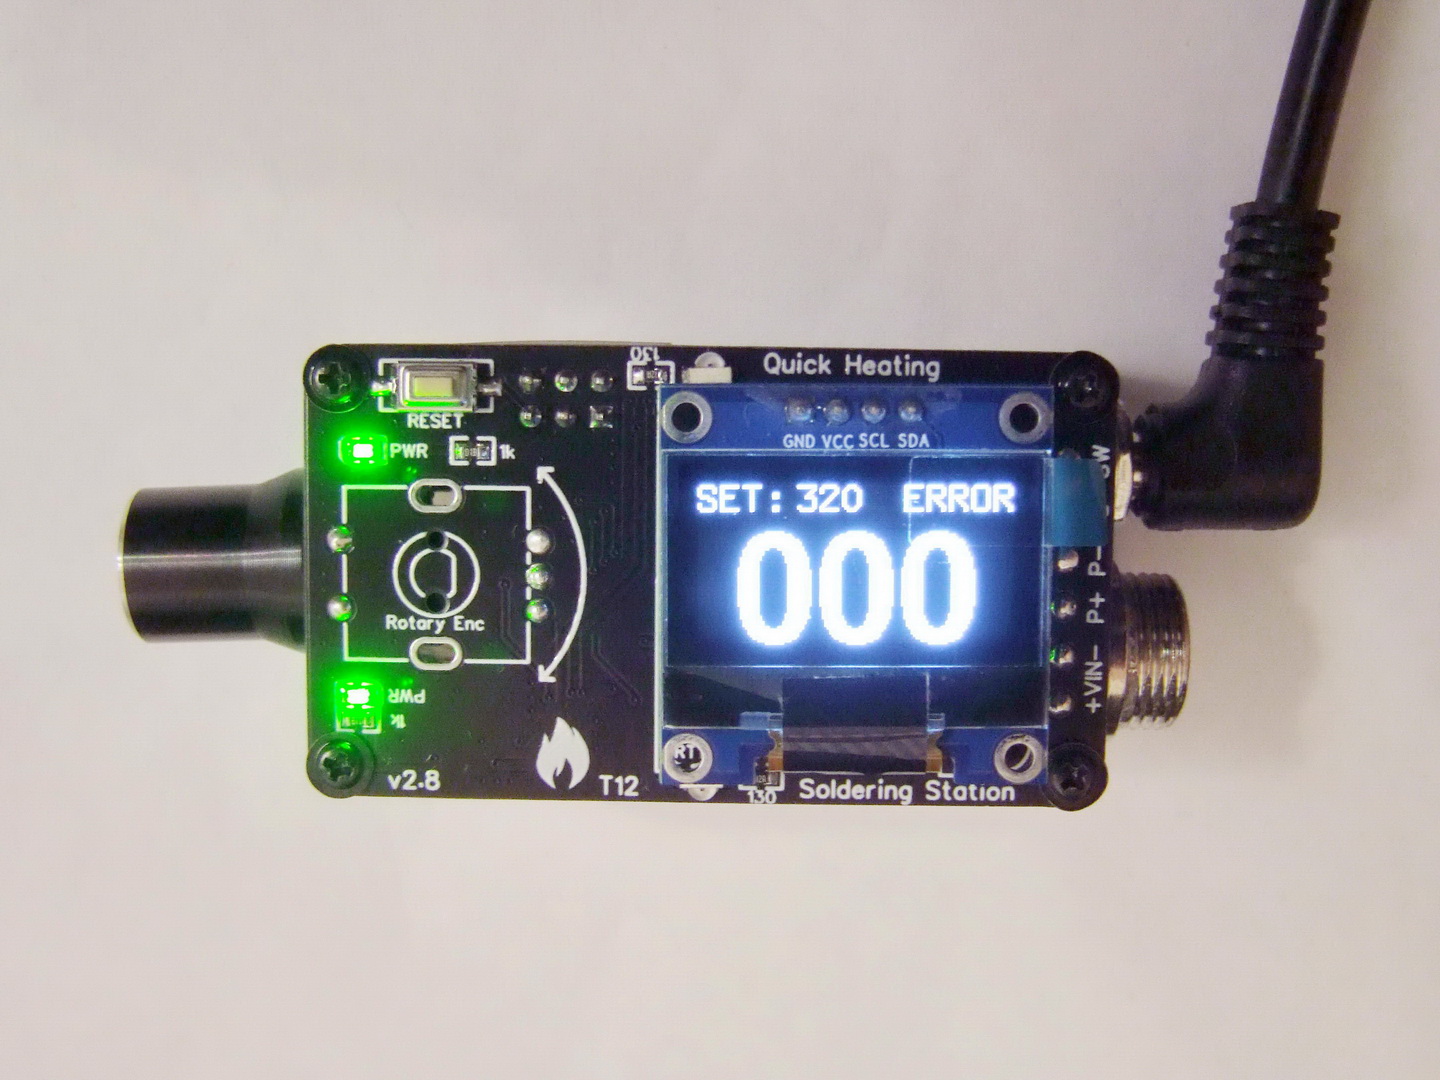 130
Quick Heating
RESET
GND VCC SCL SDA
PWR
1k
SET: 320 ERROR
000
P-
P+
+VIN-
Rotary Enc
PWR
1k
v2.8
T12
RT
130
Soldering Station